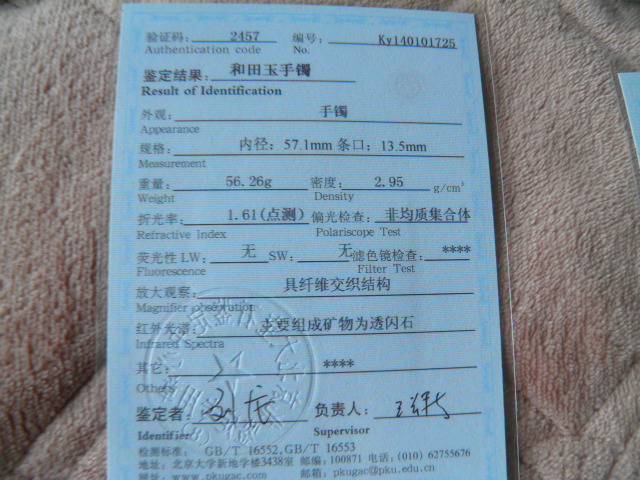 验证码： 2457 编号： Ky140101725
Authentication code No.
鉴定结果： 和田玉手镯
Result of Identification
外观： 手镯
Appearance
规格： 内径：57.1mm 条口：13.5mm
Measurement
重量： 56.26g 密度： 2.95 g/cm³
Weight Density
折光率： 1.61(点测) 偏光检查： 非均质集合体
Refractive Index Polariscope Test
荧光性 LW： 无 SW： 无 滤色镜检查： ****
Fluorescence Filter Test
放大观察： 具纤维交织结构
Magnifier observation
红外光谱： 主要组成矿物为透闪石
Infrared Spectra
其它： ****
Others
鉴定者： 负责人：
Identifier Supervisor
检测标准： GB/T 16552, GB/T 16553
地址：北京大学新地学楼3438室 邮编：100871 电话：(010) 62755676
网址：www.pkugac.com 邮箱：pkugac@pku.edu.cn